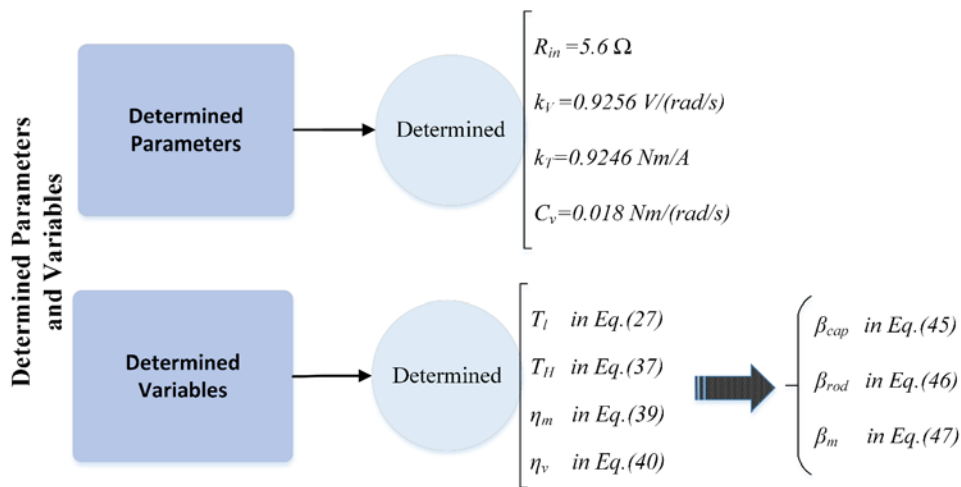 Determined Parameters
and Variables
Determined
Parameters
Determined
R_in =5.6 Ω
k_V =0.9256 V/(rad/s)
k_T=0.9246 Nm/A
C_v=0.018 Nm/(rad/s)
Determined
Variables
Determined
T_l in Eq.(27)
T_H in Eq.(37)
η_m in Eq.(39)
η_v in Eq.(40)
β_cap in Eq.(45)
β_rod in Eq.(46)
β_m in Eq.(47)